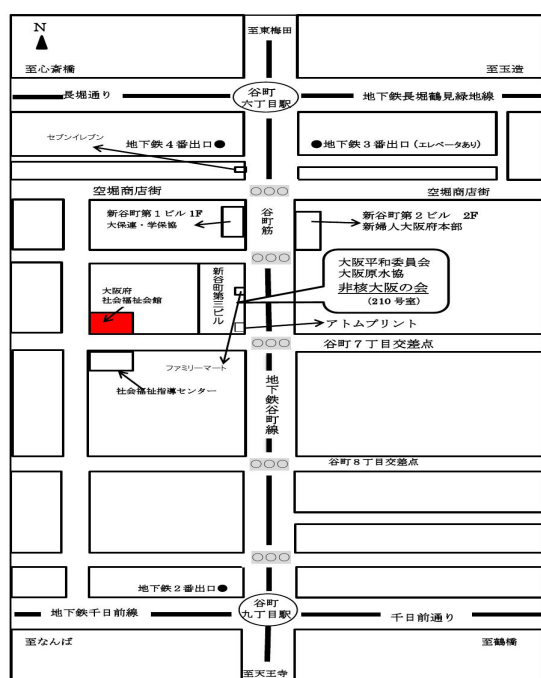 N
至東梅田
至心斎橋
至玉造
長堀通り
谷町
六丁目駅
地下鉄長堀鶴見緑地線
セブンイレブン
地下鉄4番出口●
●地下鉄3番出口(エレベータあり)
空堀商店街
空堀商店街
新谷町第1ビル 1F
大保連・学保協
谷町筋
新谷町第2ビル 2F
新婦人大阪府本部
大阪府
社会福祉会館
新谷町第三ビル
大阪平和委員会
大阪原水協
非核大阪の会
(210号室)
アトムプリント
谷町7丁目交差点
ファミリーマート
社会福祉指導センター
地下鉄谷町線
谷町8丁目交差点
地下鉄2番出口●
地下鉄千日前線
谷町
九丁目駅
千日前通り
至なんば
至鶴橋
至天王寺